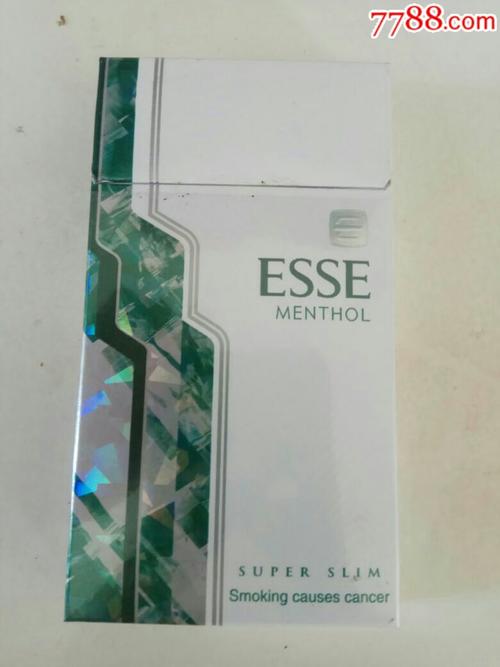 7788.com
ESSE
MENTHOL
SUPER SLIM
Smoking causes cancer